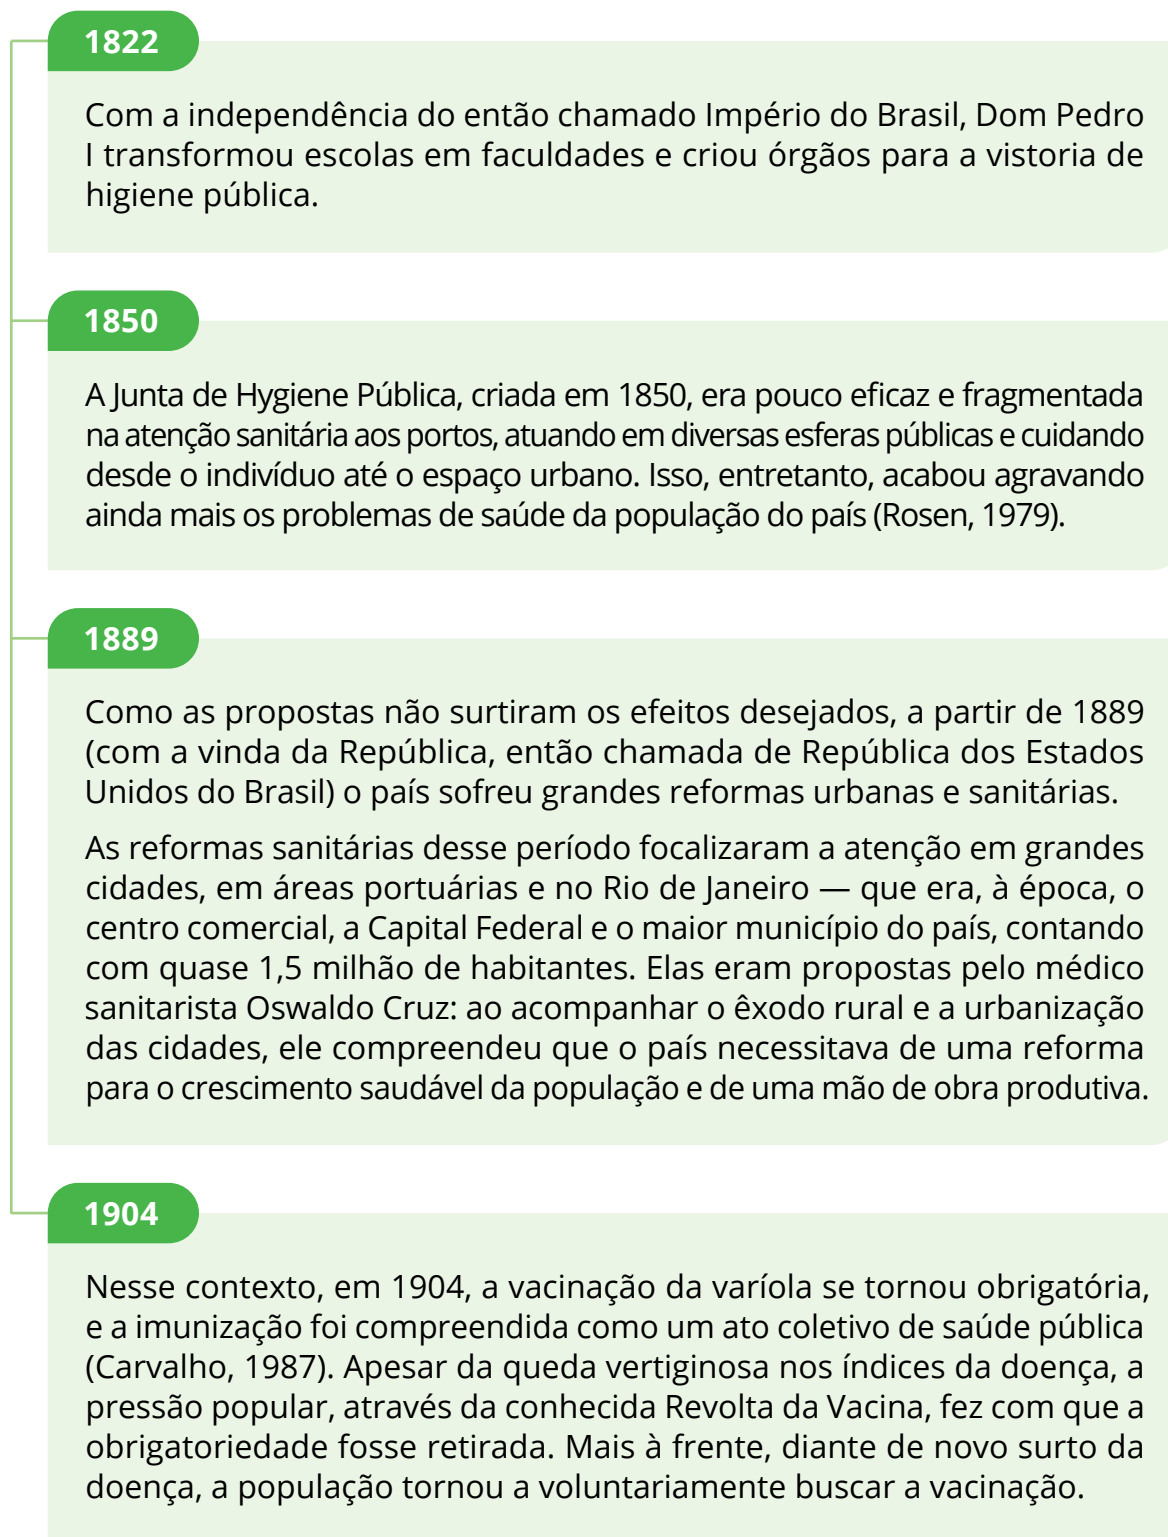 1822
Com a independência do então chamado Império do Brasil, Dom Pedro
I transformou escolas em faculdades e criou órgãos para a vistoria de
higiene pública.
1850
A Junta de Hygiene Pública, criada em 1850, era pouco eficaz e fragmentada
na atenção sanitária aos portos, atuando em diversas esferas públicas e cuidando
desde o indivíduo até o espaço urbano. Isso, entretanto, acabou agravando
ainda mais os problemas de saúde da população do país (Rosen, 1979).
1889
Como as propostas não surtiram os efeitos desejados, a partir de 1889
(com a vinda da República, então chamada de República dos Estados
Unidos do Brasil) o país sofreu grandes reformas urbanas e sanitárias.
As reformas sanitárias desse período focalizaram a atenção em grandes
cidades, em áreas portuárias e no Rio de Janeiro — que era, à época, o
centro comercial, a Capital Federal e o maior município do país, contando
com quase 1,5 milhão de habitantes. Elas eram propostas pelo médico
sanitarista Oswaldo Cruz: ao acompanhar o êxodo rural e a urbanização
das cidades, ele compreendeu que o país necessitava de uma reforma
para o crescimento saudável da população e de uma mão de obra produtiva.
1904
Nesse contexto, em 1904, a vacinação da varíola se tornou obrigatória,
e a imunização foi compreendida como um ato coletivo de saúde pública
(Carvalho, 1987). Apesar da queda vertiginosa nos índices da doença, a
pressão popular, através da conhecida Revolta da Vacina, fez com que a
obrigatoriedade fosse retirada. Mais à frente, diante de novo surto da
doença, a população tornou a voluntariamente buscar a vacinação.